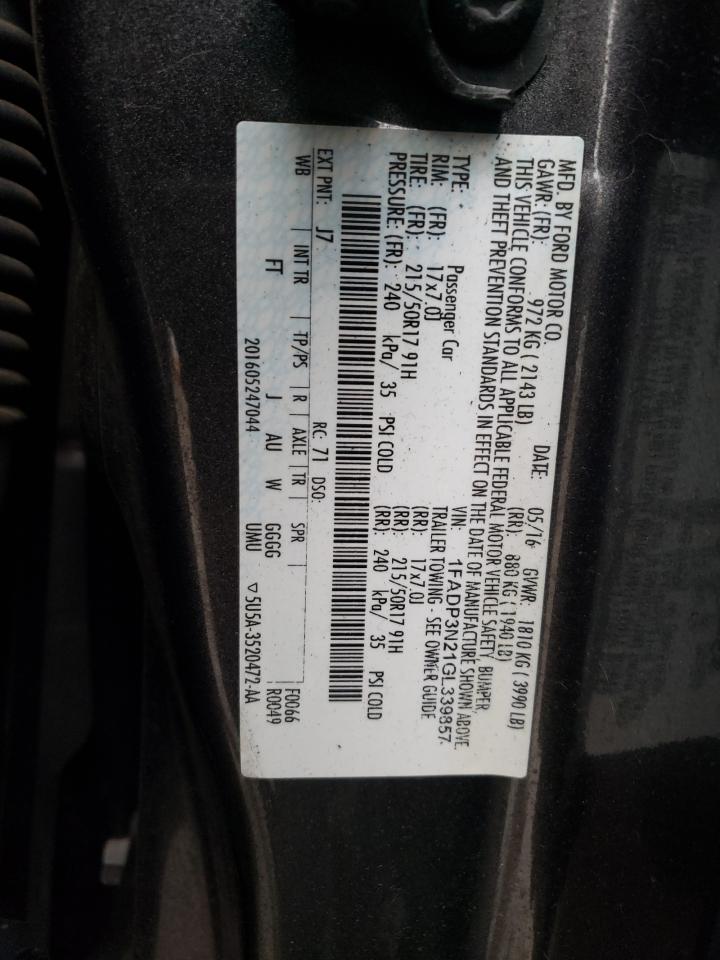 MFD. BY FORD MOTOR CO.
DATE: 05/16 GVWR: 1810 KG ( 3990 LB)
GAWR: (FR): 972 KG ( 2143 LB) (RR): 880 KG ( 1940 LB)
THIS VEHICLE CONFORMS TO ALL APPLICABLE FEDERAL MOTOR VEHICLE SAFETY, BUMPER,
AND THEFT PREVENTION STANDARDS IN EFFECT ON THE DATE OF MANUFACTURE SHOWN ABOVE.
VIN: 1FADP3N21GL339857
TYPE: Passenger Car TRAILER TOWING - SEE OWNER GUIDE
RIM: (FR): 17x7.0J (RR): 17x7.0J
TIRE: (FR): 215/50R17 91H (RR): 215/50R17 91H
PRESSURE: (FR): 240 kPa/ 35 PSI COLD (RR): 240 kPa/ 35 PSI COLD
EXT PNT: J7 RC: 71 DSO: F0066
WB INT TR TP/PS R AXLE TR SPR R0049
FT J AU W GGGG
201605247044 UMU 5U5A-3520472-AA